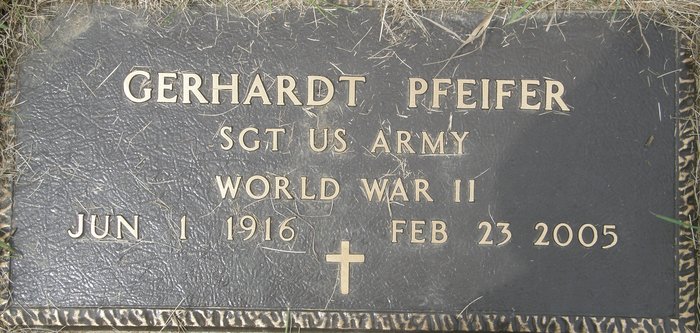 GERHARDT PFEIFER
SGT US ARMY
WORLD WAR II
JUN 1 1916 FEB 23 2005